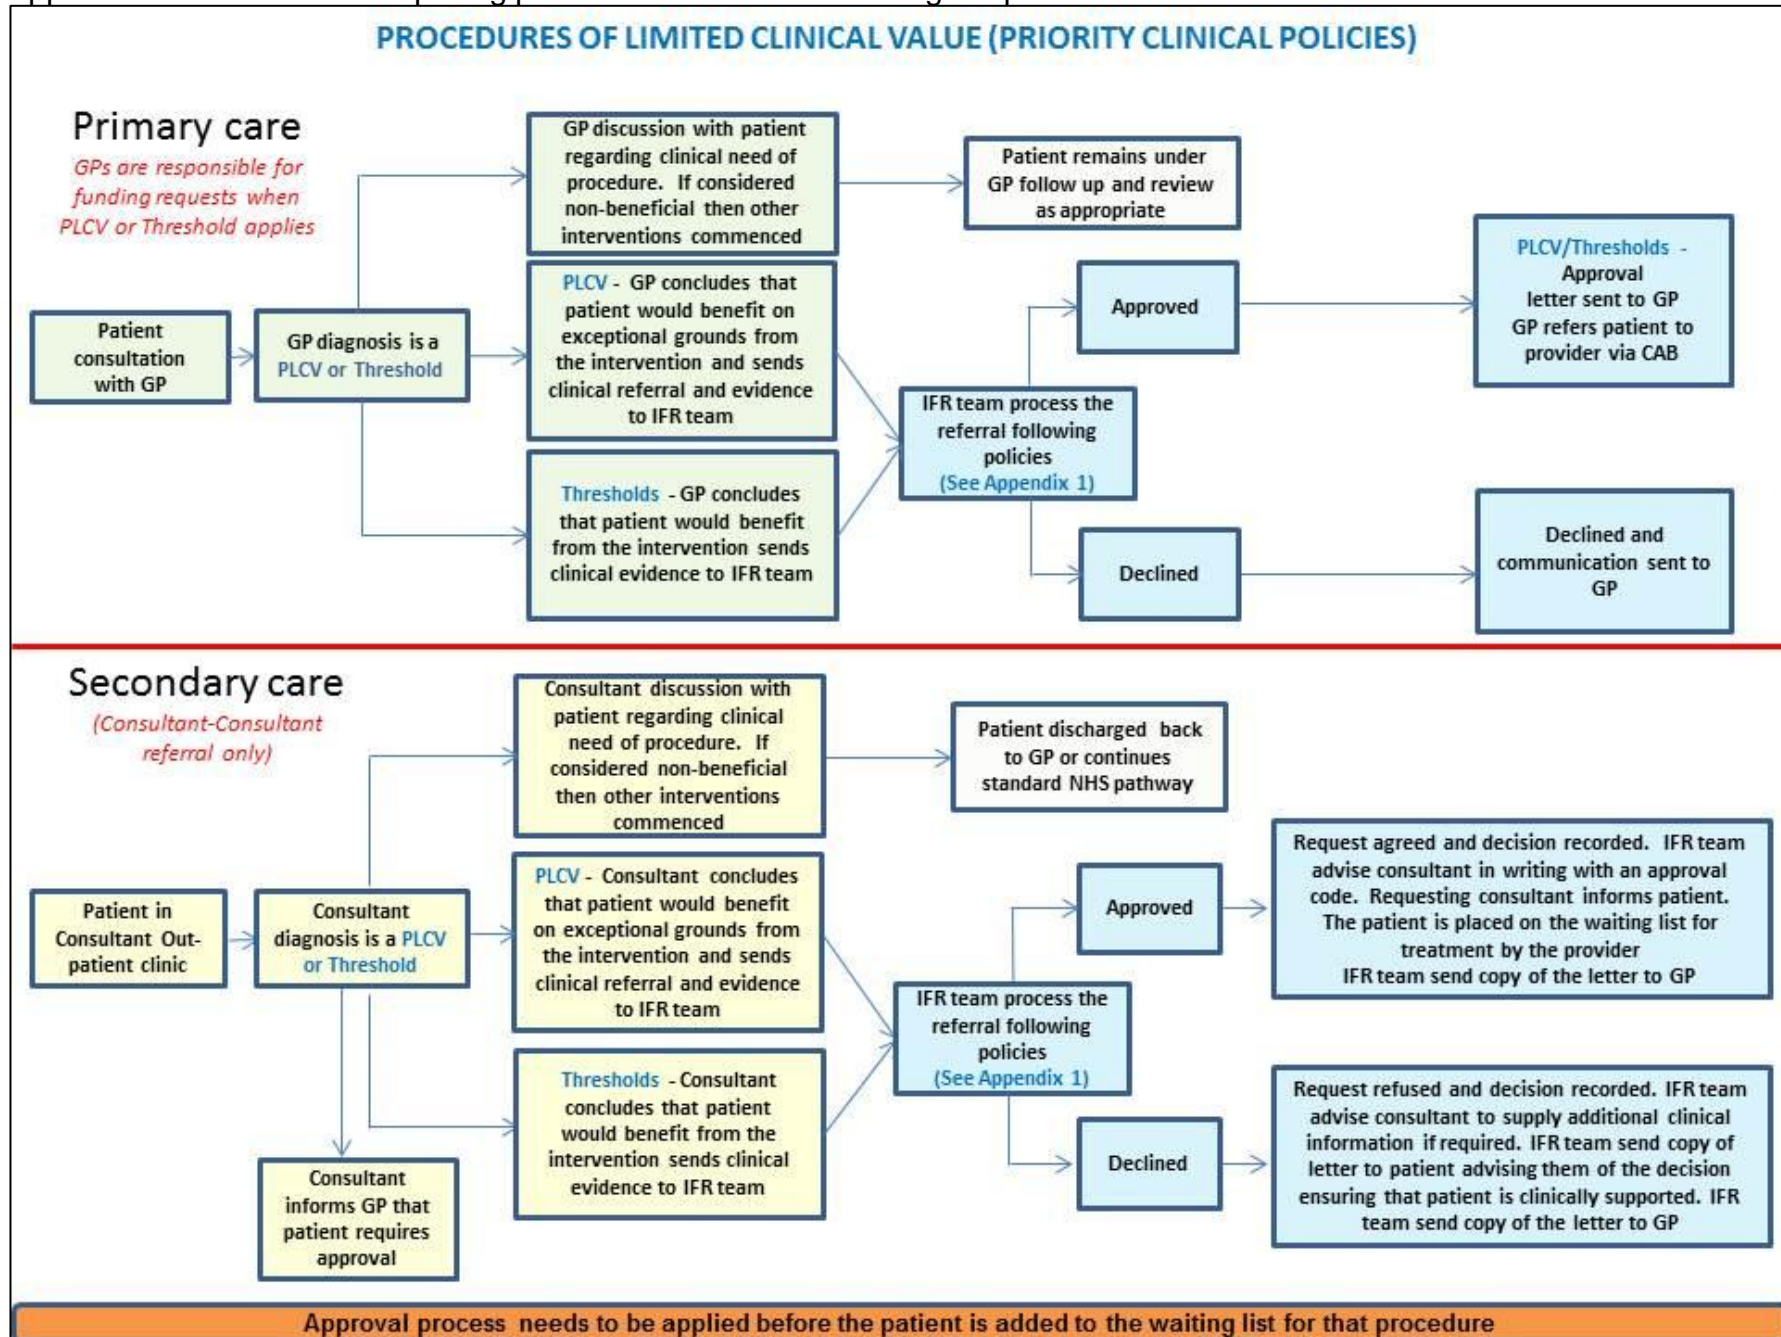 PROCEDURES OF LIMITED CLINICAL VALUE (PRIORITY CLINICAL POLICIES)
Primary care
GPs are responsible for
funding requests when
PLCV or Threshold applies
Patient
consultation
with GP
GP diagnosis is a
PLCV or Threshold
GP discussion with patient
regarding clinical need of
procedure. If considered
non-beneficial then other
interventions commenced
Patient remains under
GP follow up and review
as appropriate
PLCV - GP concludes that
patient would benefit on
exceptional grounds from
the intervention and sends
clinical referral and evidence
to IFR team
Thresholds - GP concludes
that patient would benefit
from the intervention sends
clinical evidence to IFR team
IFR team process the
referral following
policies
(See Appendix 1)
Approved
PLCV/Thresholds -
Approval
letter sent to GP
GP refers patient to
provider via CAB
Declined
Declined and
communication sent to
GP
Secondary care
(Consultant-Consultant
referral only)
Patient in
Consultant Out-
patient clinic
Consultant
diagnosis is a PLCV
or Threshold
Consultant
informs GP that
patient requires
approval
Consultant discussion with
patient regarding clinical
need of procedure. If
considered non-beneficial
then other interventions
commenced
Patient discharged back
to GP or continues
standard NHS pathway
PLCV - Consultant concludes
that patient would benefit
on exceptional grounds from
the intervention and sends
clinical referral and evidence
to IFR team
Thresholds - Consultant
concludes that patient
would benefit from the
intervention sends clinical
evidence to IFR team
IFR team process the
referral following
policies
(See Appendix 1)
Approved
Request agreed and decision recorded. IFR team
advise consultant in writing with an approval
code. Requesting consultant informs patient.
The patient is placed on the waiting list for
treatment by the provider
IFR team send copy of the letter to GP
Declined
Request refused and decision recorded. IFR team
advise consultant to supply additional clinical
information if required. IFR team send copy of
letter to patient advising them of the decision
ensuring that patient is clinically supported. IFR
team send copy of the letter to GP
Approval process needs to be applied before the patient is added to the waiting list for that procedure